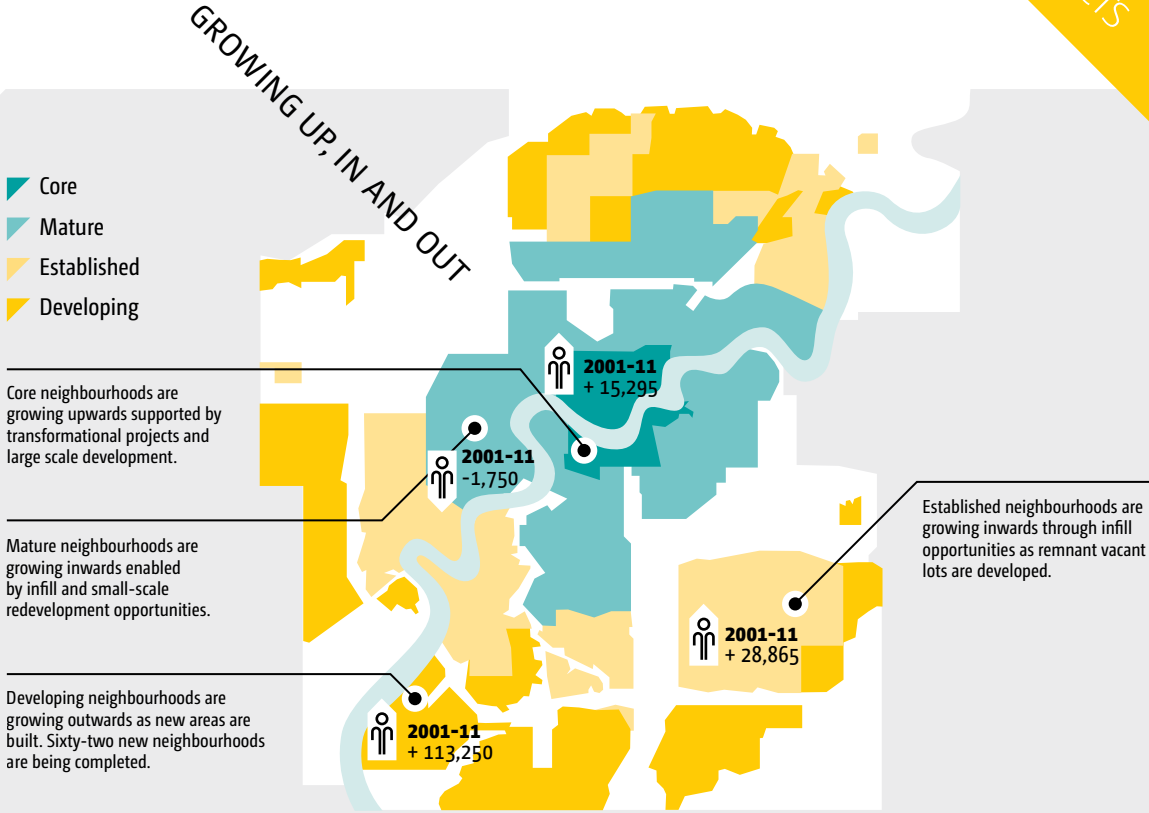 GROWING UP, IN AND OUT
Core
Mature
Established
Developing
Core neighbourhoods are
growing upwards supported by
transformational projects and
large scale development.
2001-11
+ 15,295
2001-11
-1,750
Mature neighbourhoods are
growing inwards enabled
by infill and small-scale
redevelopment opportunities.
Established neighbourhoods are
growing inwards through infill
opportunities as remnant vacant
lots are developed.
2001-11
+ 28,865
Developing neighbourhoods are
growing outwards as new areas are
built. Sixty-two new neighbourhoods
are being completed.
2001-11
+ 113,250